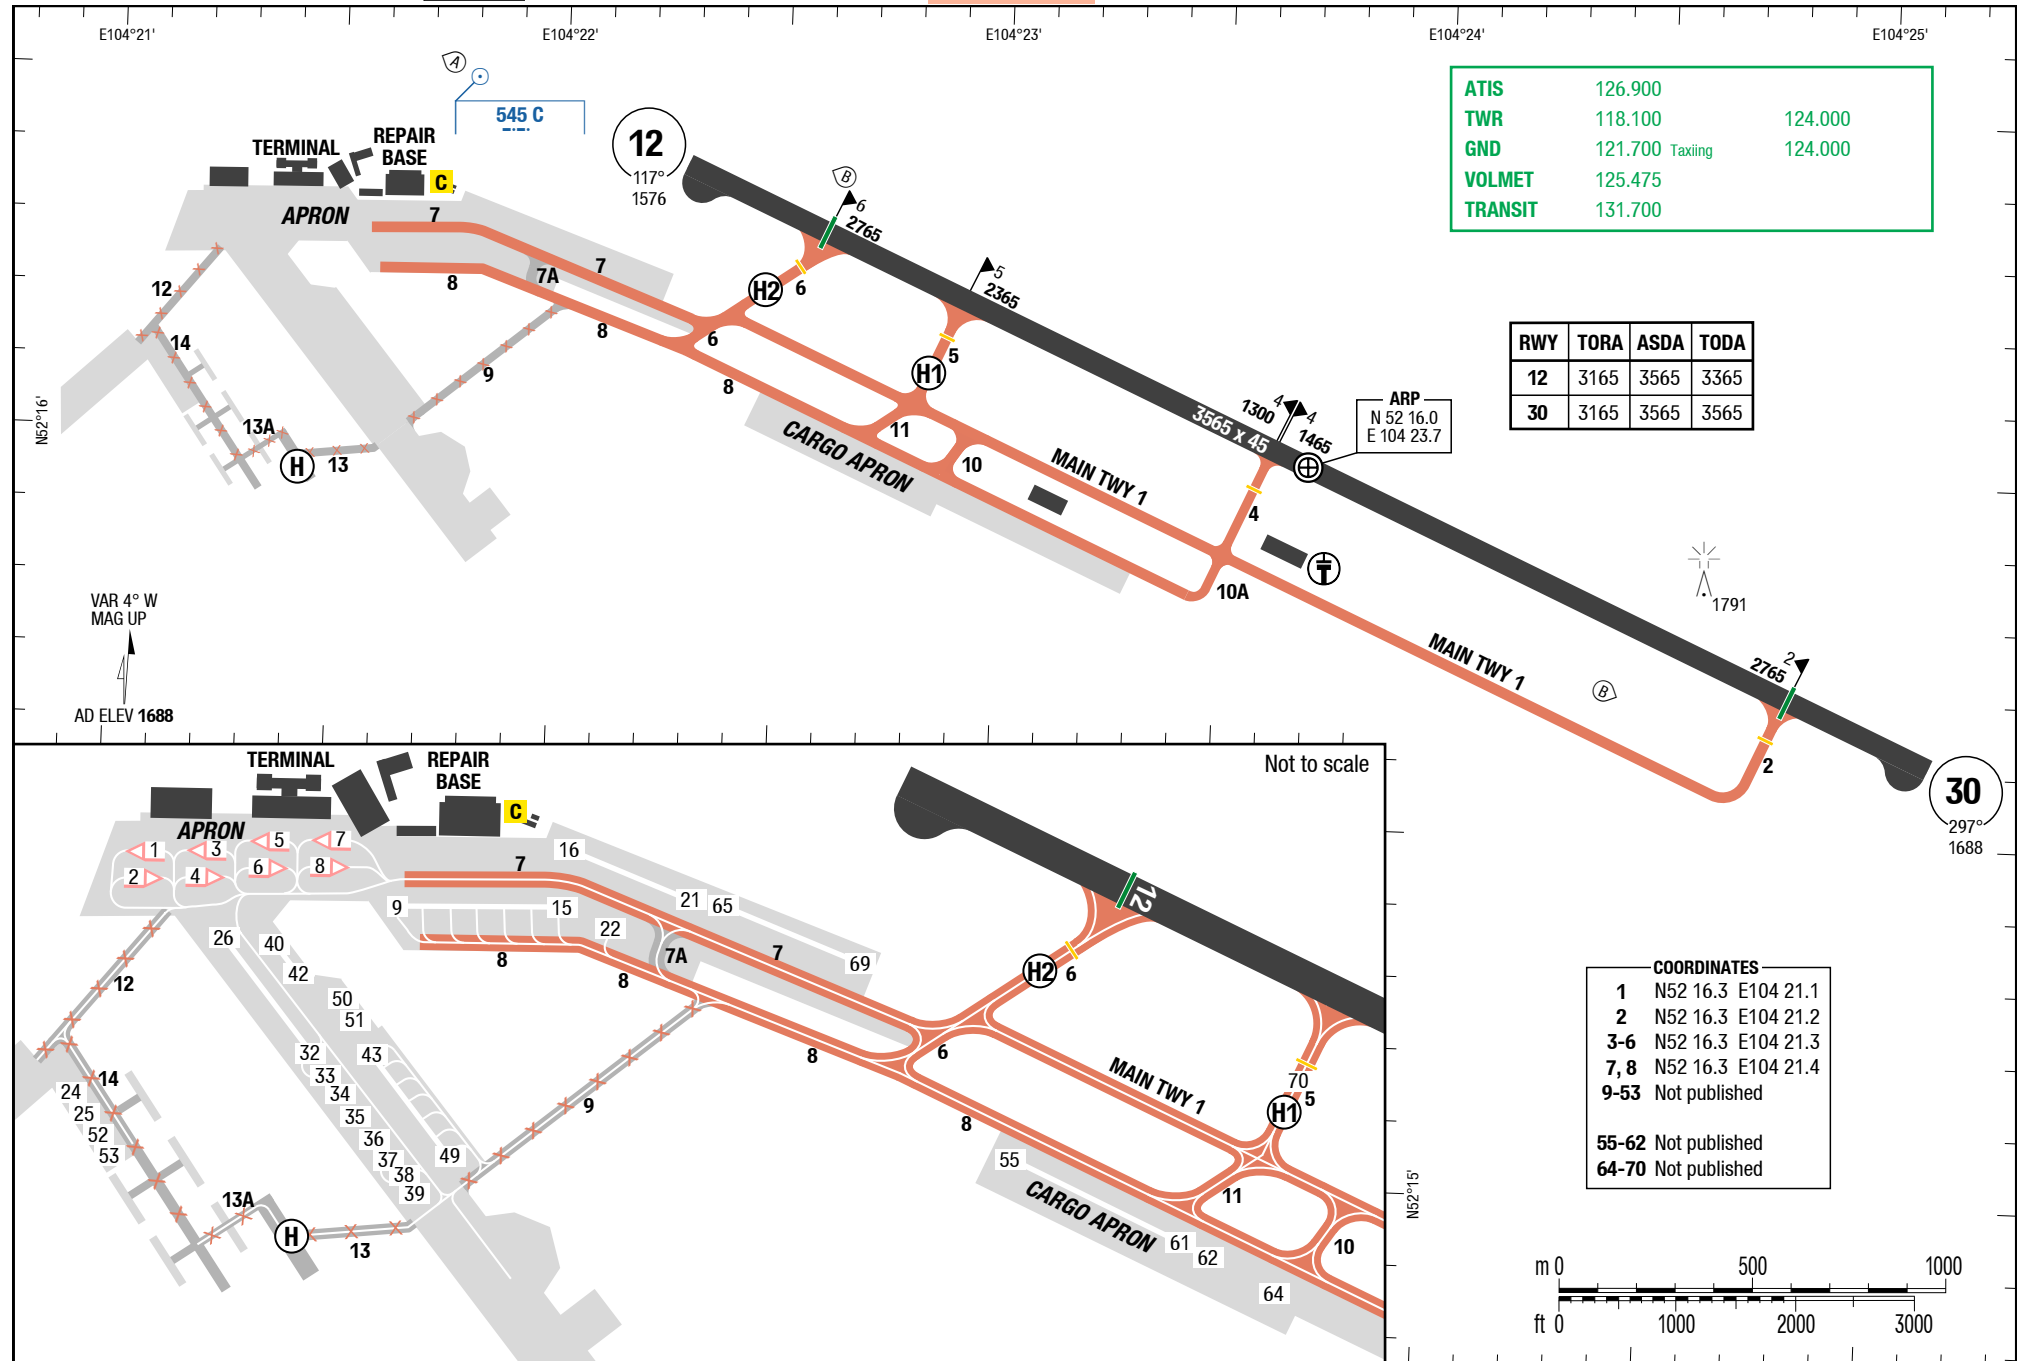 E104°21'
E104°22'
E104°23'
E104°24'
E104°25'
A
545 C
TERMINAL
REPAIR
BASE
C
APRON
7
7
7A
8
8
8
6
6
H2
12
14
13A
H
13
9
N52°16'
12
117°
1576
B
6
2765
5
2365
H1
5
11
10
CARGO APRON
MAIN TWY 1
3565 x 45
1300
4
4
1465
ARP
N 52 16.0
E 104 23.7
4
10A
MAIN TWY 1
B
1791
2765
2
2
30
297°
1688
ATIS 126.900
TWR 118.100 124.000
GND 121.700 Taxiing 124.000
VOLMET 125.475
TRANSIT 131.700
RWY TORA ASDA TODA
12 3165 3565 3365
30 3165 3565 3565
VAR 4° W
MAG UP
AD ELEV 1688
Not to scale
TERMINAL
REPAIR
BASE
C
APRON
1
3
5
7
2
4
6
8
7
16
21
65
69
9
15
22
7A
7
8
8
8
8
26
40
42
50
51
43
32
33
34
35
36
37
38
39
49
12
14
24
25
52
53
13A
H
13
9
12
H2
6
6
MAIN TWY 1
70
H1
5
55
CARGO APRON
61
62
64
11
10
N52°15'
COORDINATES
1 N52 16.3 E104 21.1
2 N52 16.3 E104 21.2
3-6 N52 16.3 E104 21.3
7, 8 N52 16.3 E104 21.4
9-53 Not published
55-62 Not published
64-70 Not published
m 0 500 1000
ft 0 1000 2000 3000